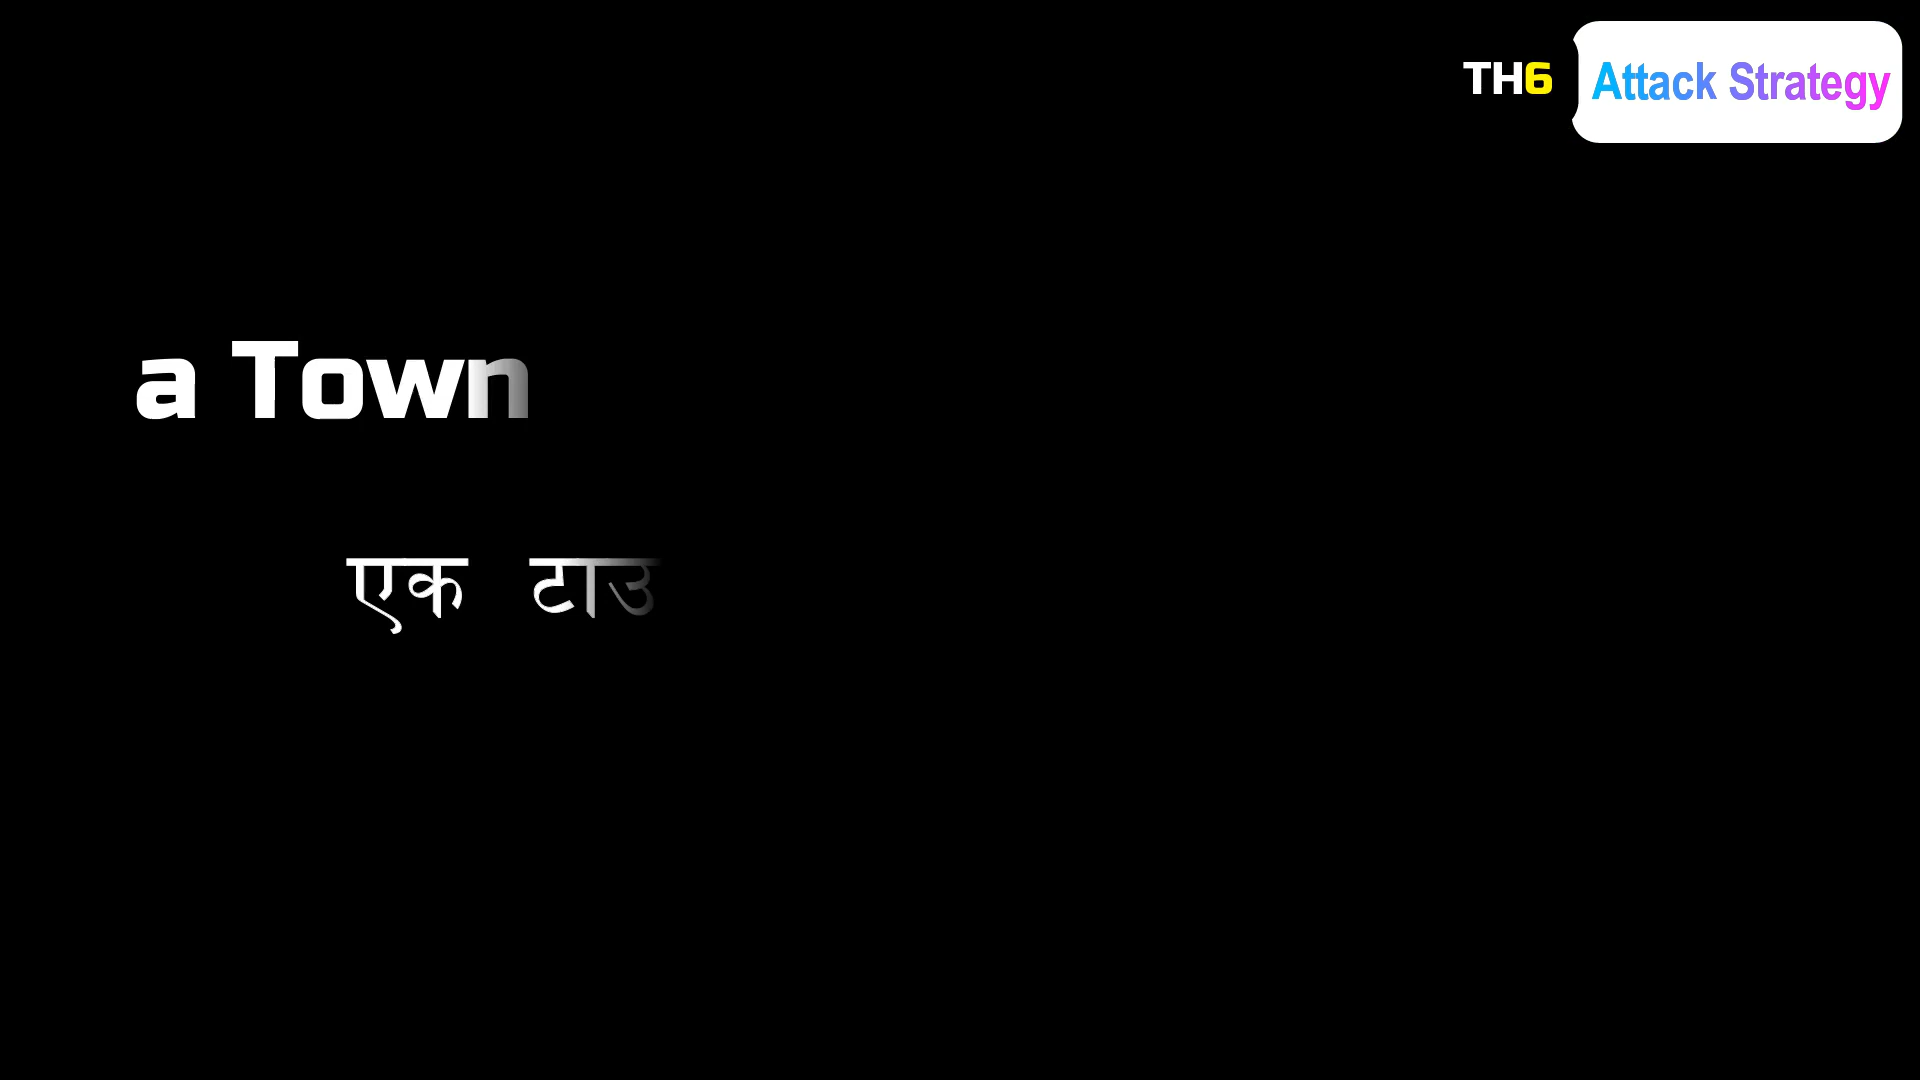 TH6 Attack Strategy
a Town
एक टाउ